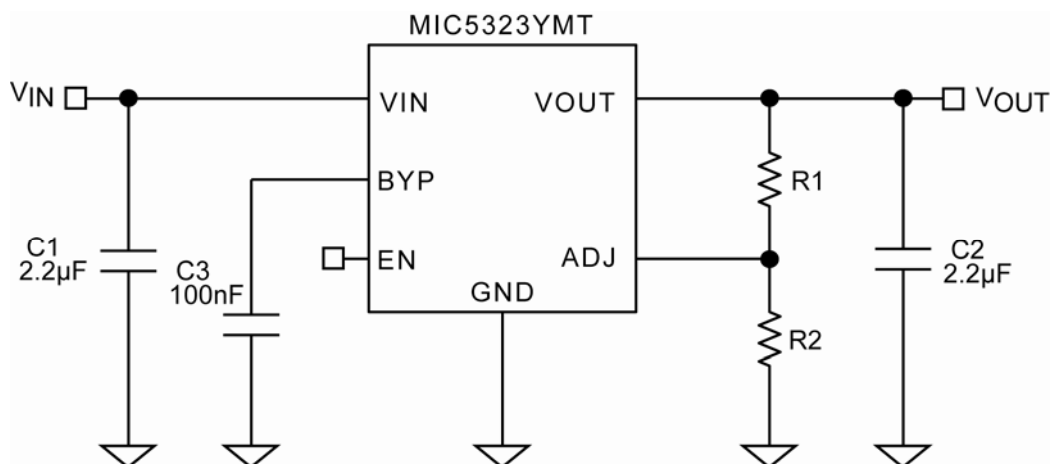 MIC5323YMT
VIN
VIN
VOUT
VOUT
BYP
R1
EN
ADJ
C1
2.2µF
C3
100nF
GND
C2
2.2µF
R2